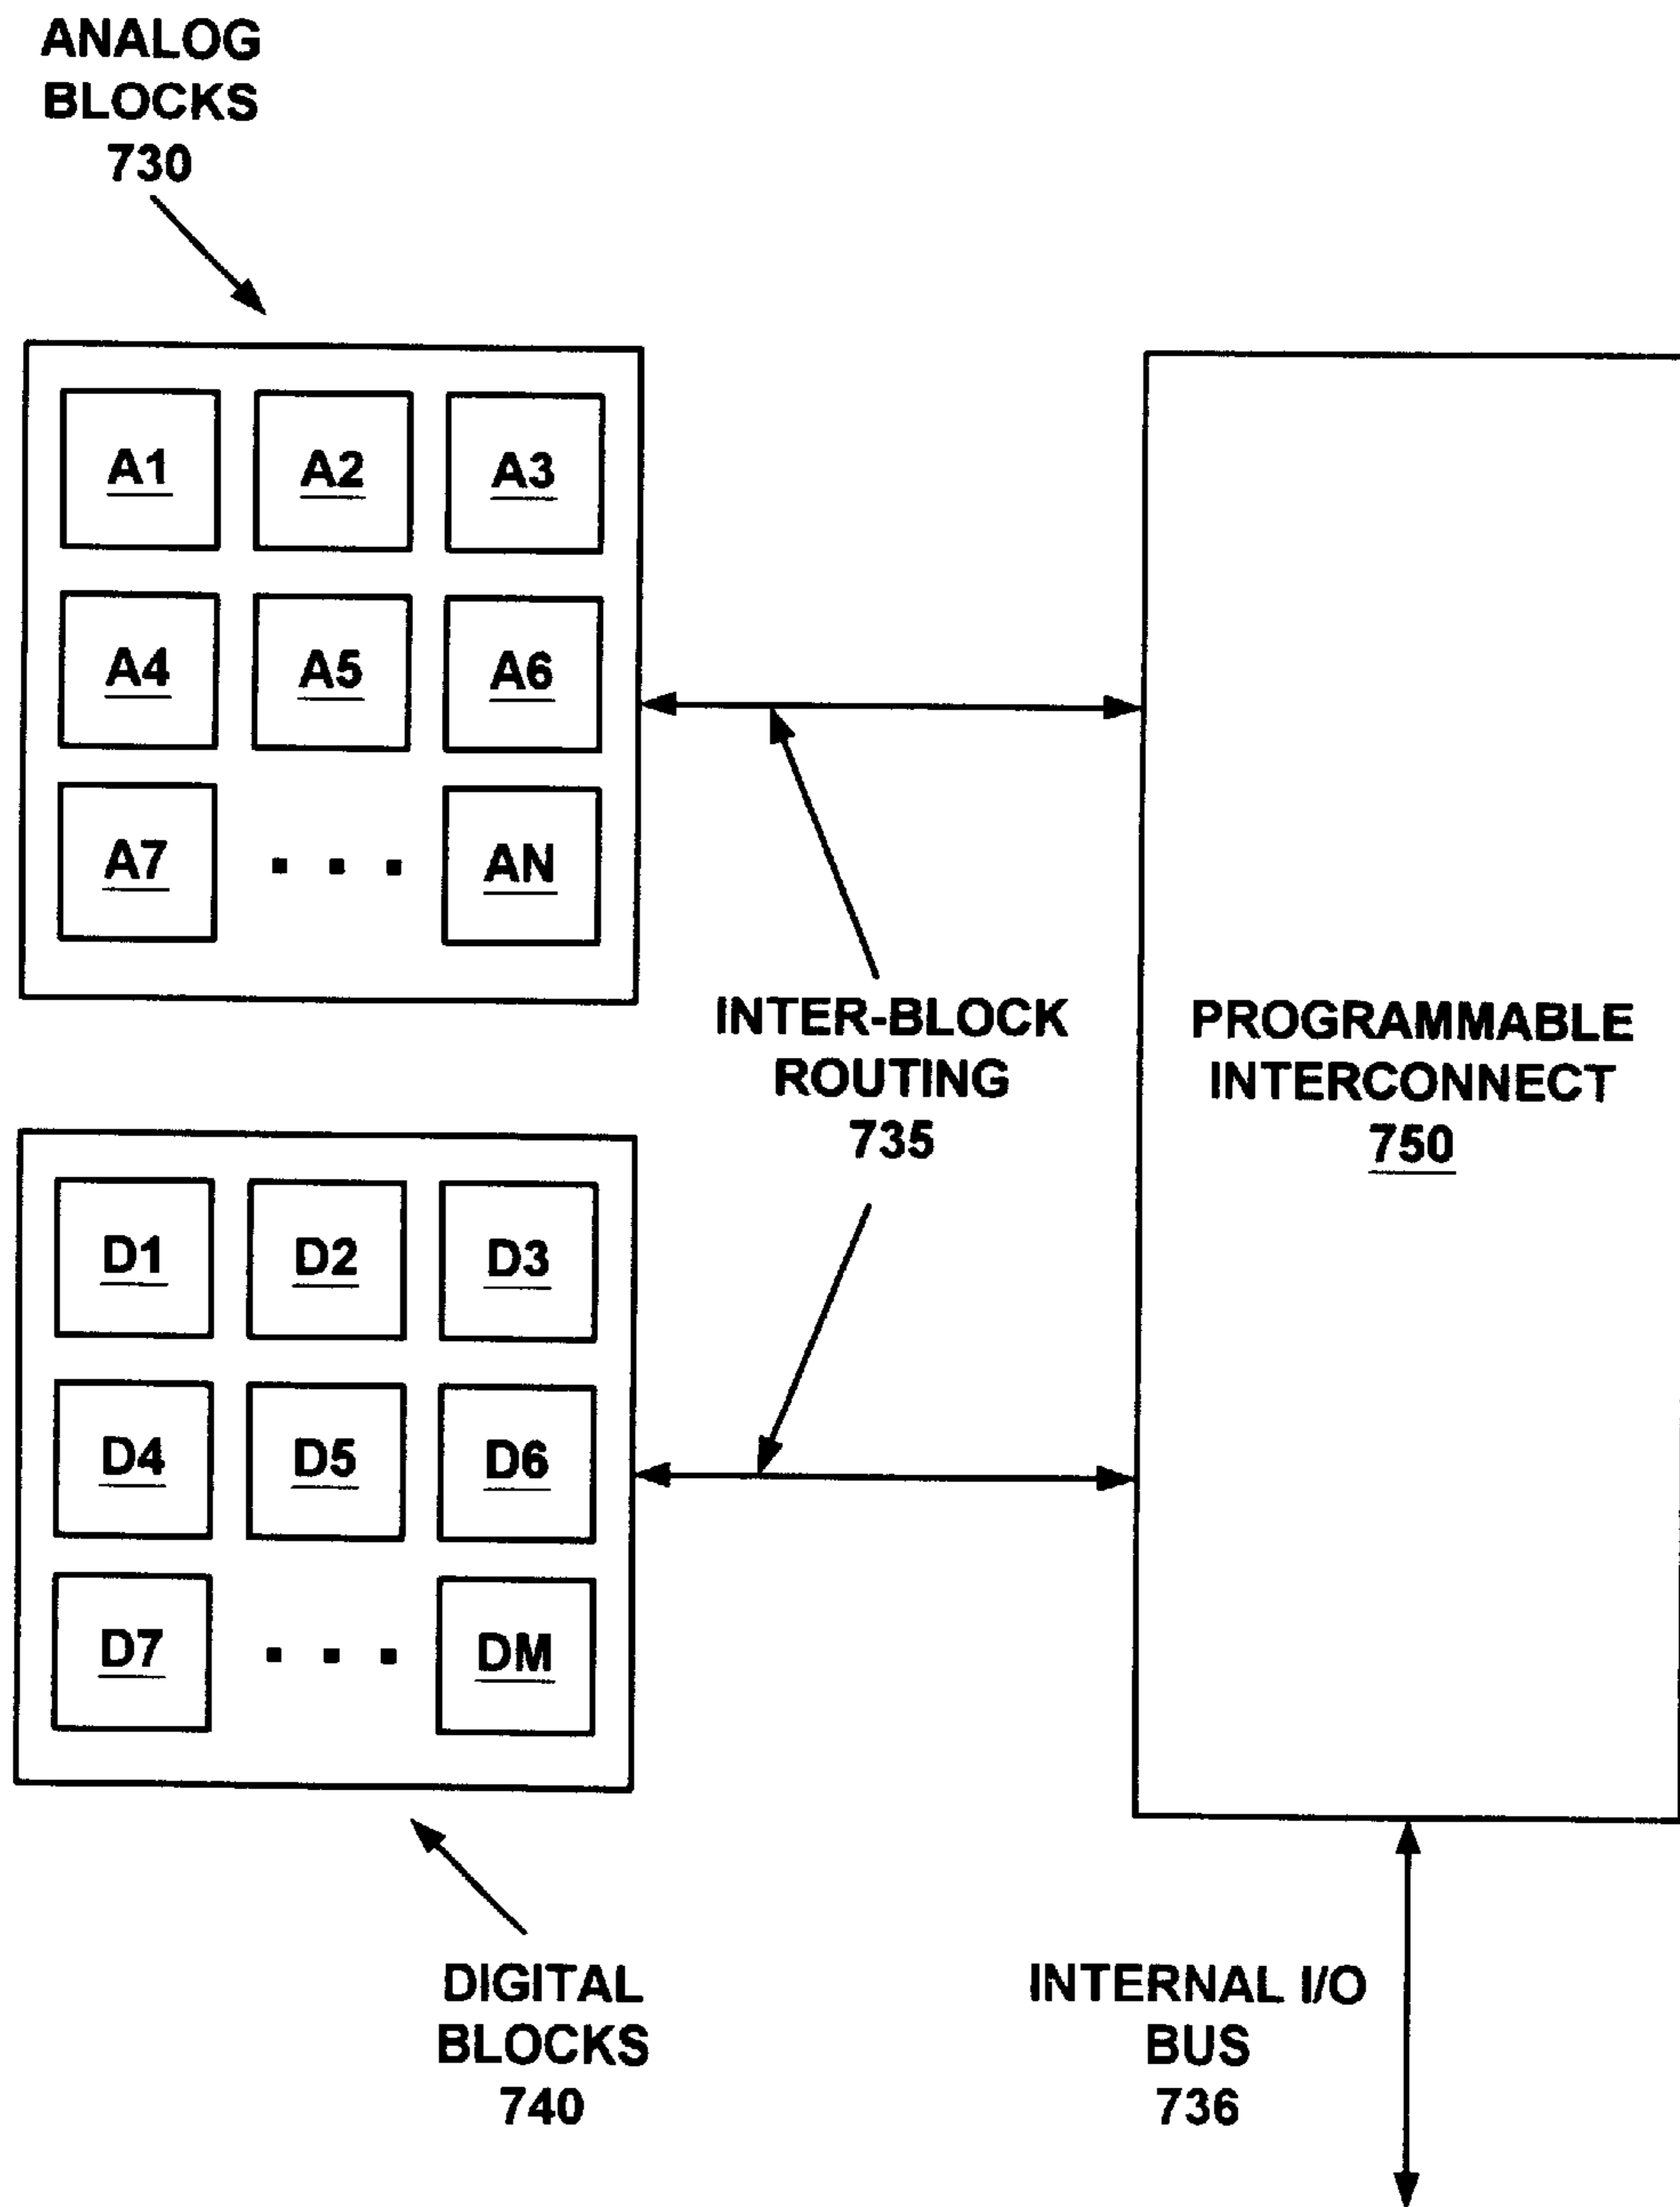 ANALOG
BLOCKS
730
A1 A2 A3
A4 A5 A6
A7 . . . AN
INTER-BLOCK
ROUTING
735
PROGRAMMABLE
INTERCONNECT
750
D1 D2 D3
D4 D5 D6
D7 . . . DM
DIGITAL
BLOCKS
740
INTERNAL I/O
BUS
736